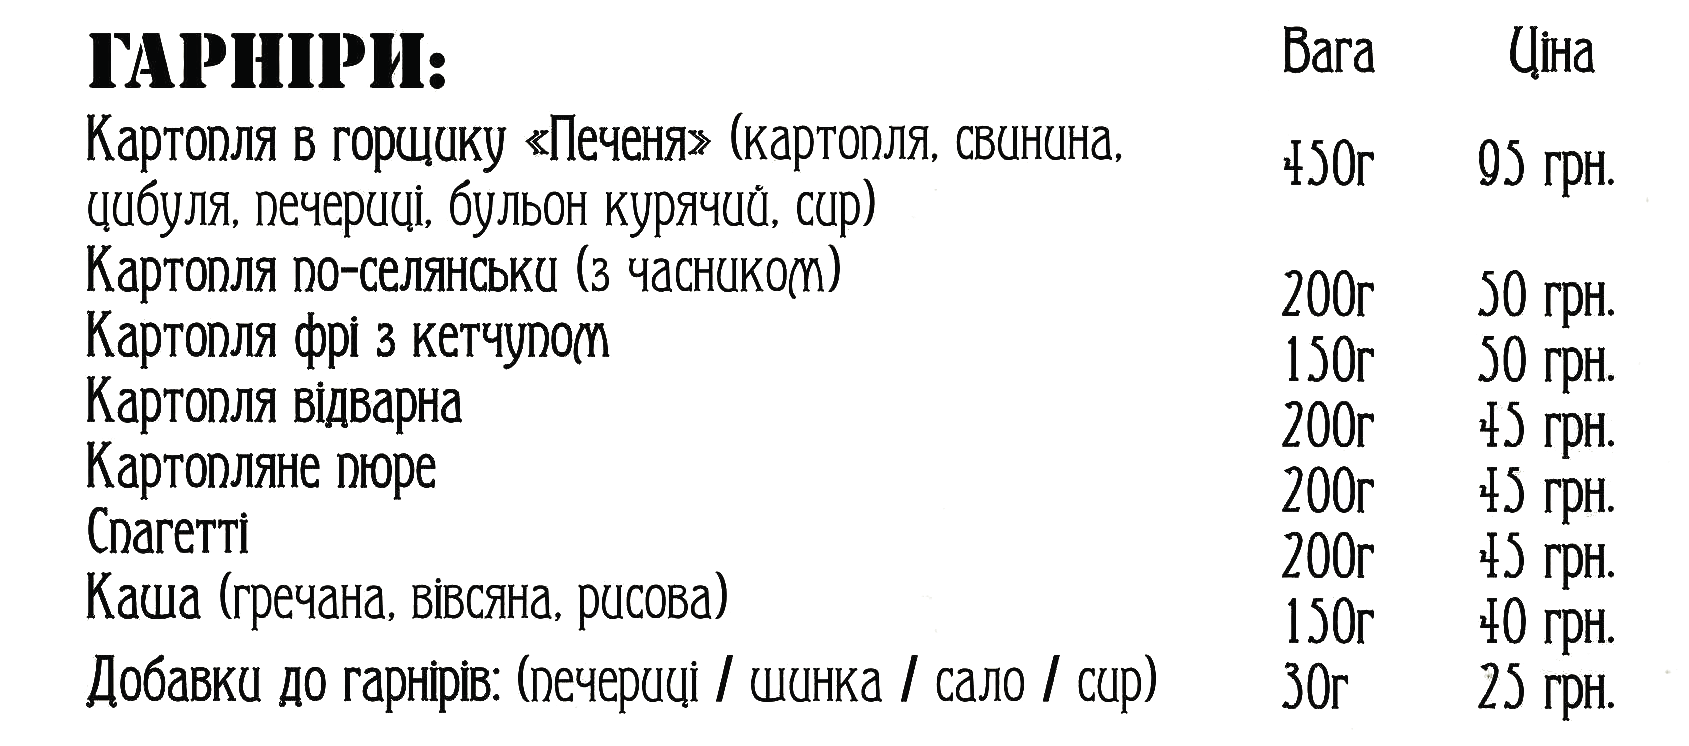 ГАРНІРИ: Вага Ціна
Картопля в горщику «Печеня» (картопля, свинина,
450г 95 грн.
цибуля, печериці, бульон курячий, сир)
Картопля по-селянськи (з часником) 200г 50 грн.
Картопля фрі з кетчупом 150г 50 грн.
Картопля відварна 200г 45 грн.
Картопляне пюре 200г 45 грн.
Спагетті 200г 45 грн.
Каша (гречана, вівсяна, рисова) 150г 40 грн.
Добавки до гарнірів: (печериці / шинка / сало / сир) 30г 25 грн.